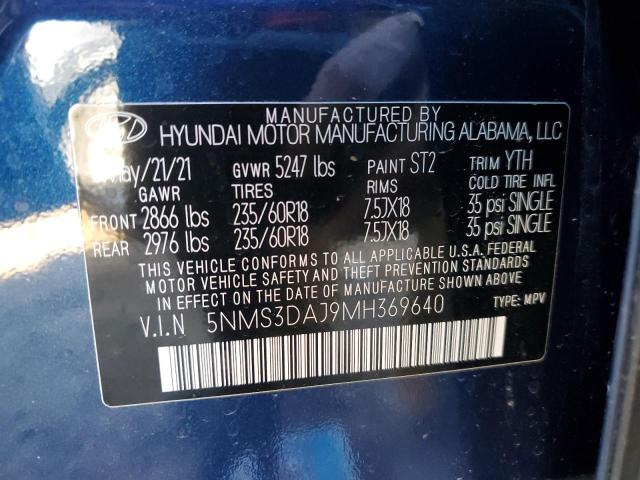 MANUFACTURED BY
HYUNDAI MOTOR MANUFACTURING ALABAMA, LLC
May/21/21 GVWR 5247 lbs PAINT ST2 TRIM YTH
GAWR TIRES RIMS COLD TIRE INFL
FRONT 2866 lbs 235/60R18 7.5JX18 35 psi SINGLE
REAR 2976 lbs 235/60R18 7.5JX18 35 psi SINGLE
THIS VEHICLE CONFORMS TO ALL APPLICABLE U.S.A. FEDERAL
MOTOR VEHICLE SAFETY AND THEFT PREVENTION STANDARDS
IN EFFECT ON THE DATE OF MANUFACTURE SHOWN ABOVE.
V.I.N 5NMS3DAJ9MH369640 TYPE: MPV